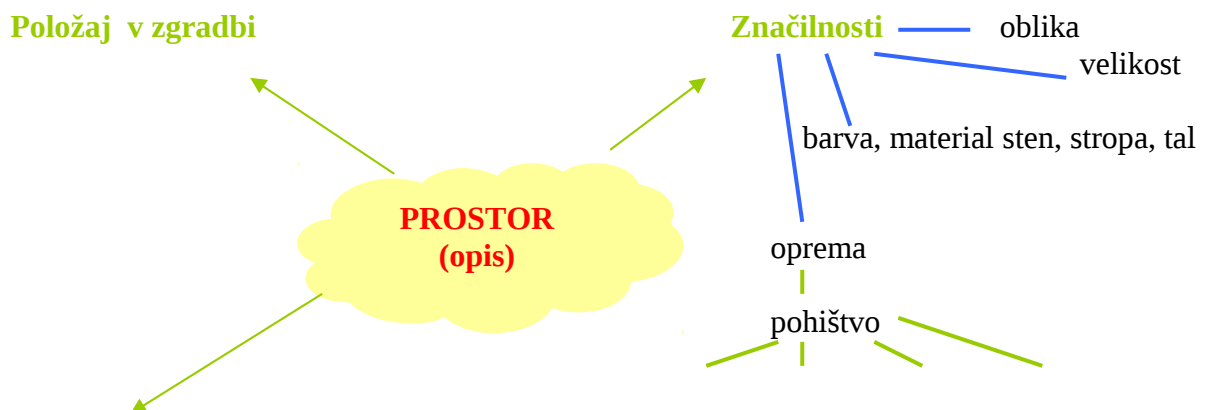 Položaj v zgradbi
Značilnosti
oblika
velikost
barva, material sten, stropa, tal
PROSTOR
(opis)
oprema
pohištvo